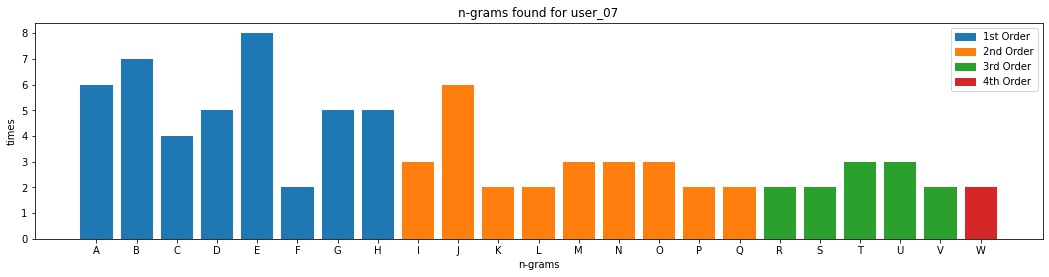 n-grams found for user_07
1st Order
2nd Order
3rd Order
4th Order
times
8
7
6
5
4
3
2
1
0
A B C D E F G H I J K L M N O P Q R S T U V W
n-grams